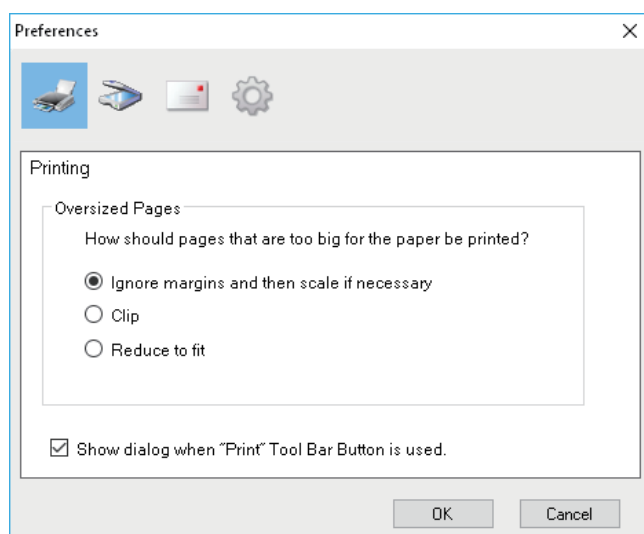 Preferences
Printing
Oversized Pages
How should pages that are too big for the paper be printed?
Ignore margins and then scale if necessary
Clip
Reduce to fit
Show dialog when "Print" Tool Bar Button is used.
OK Cancel